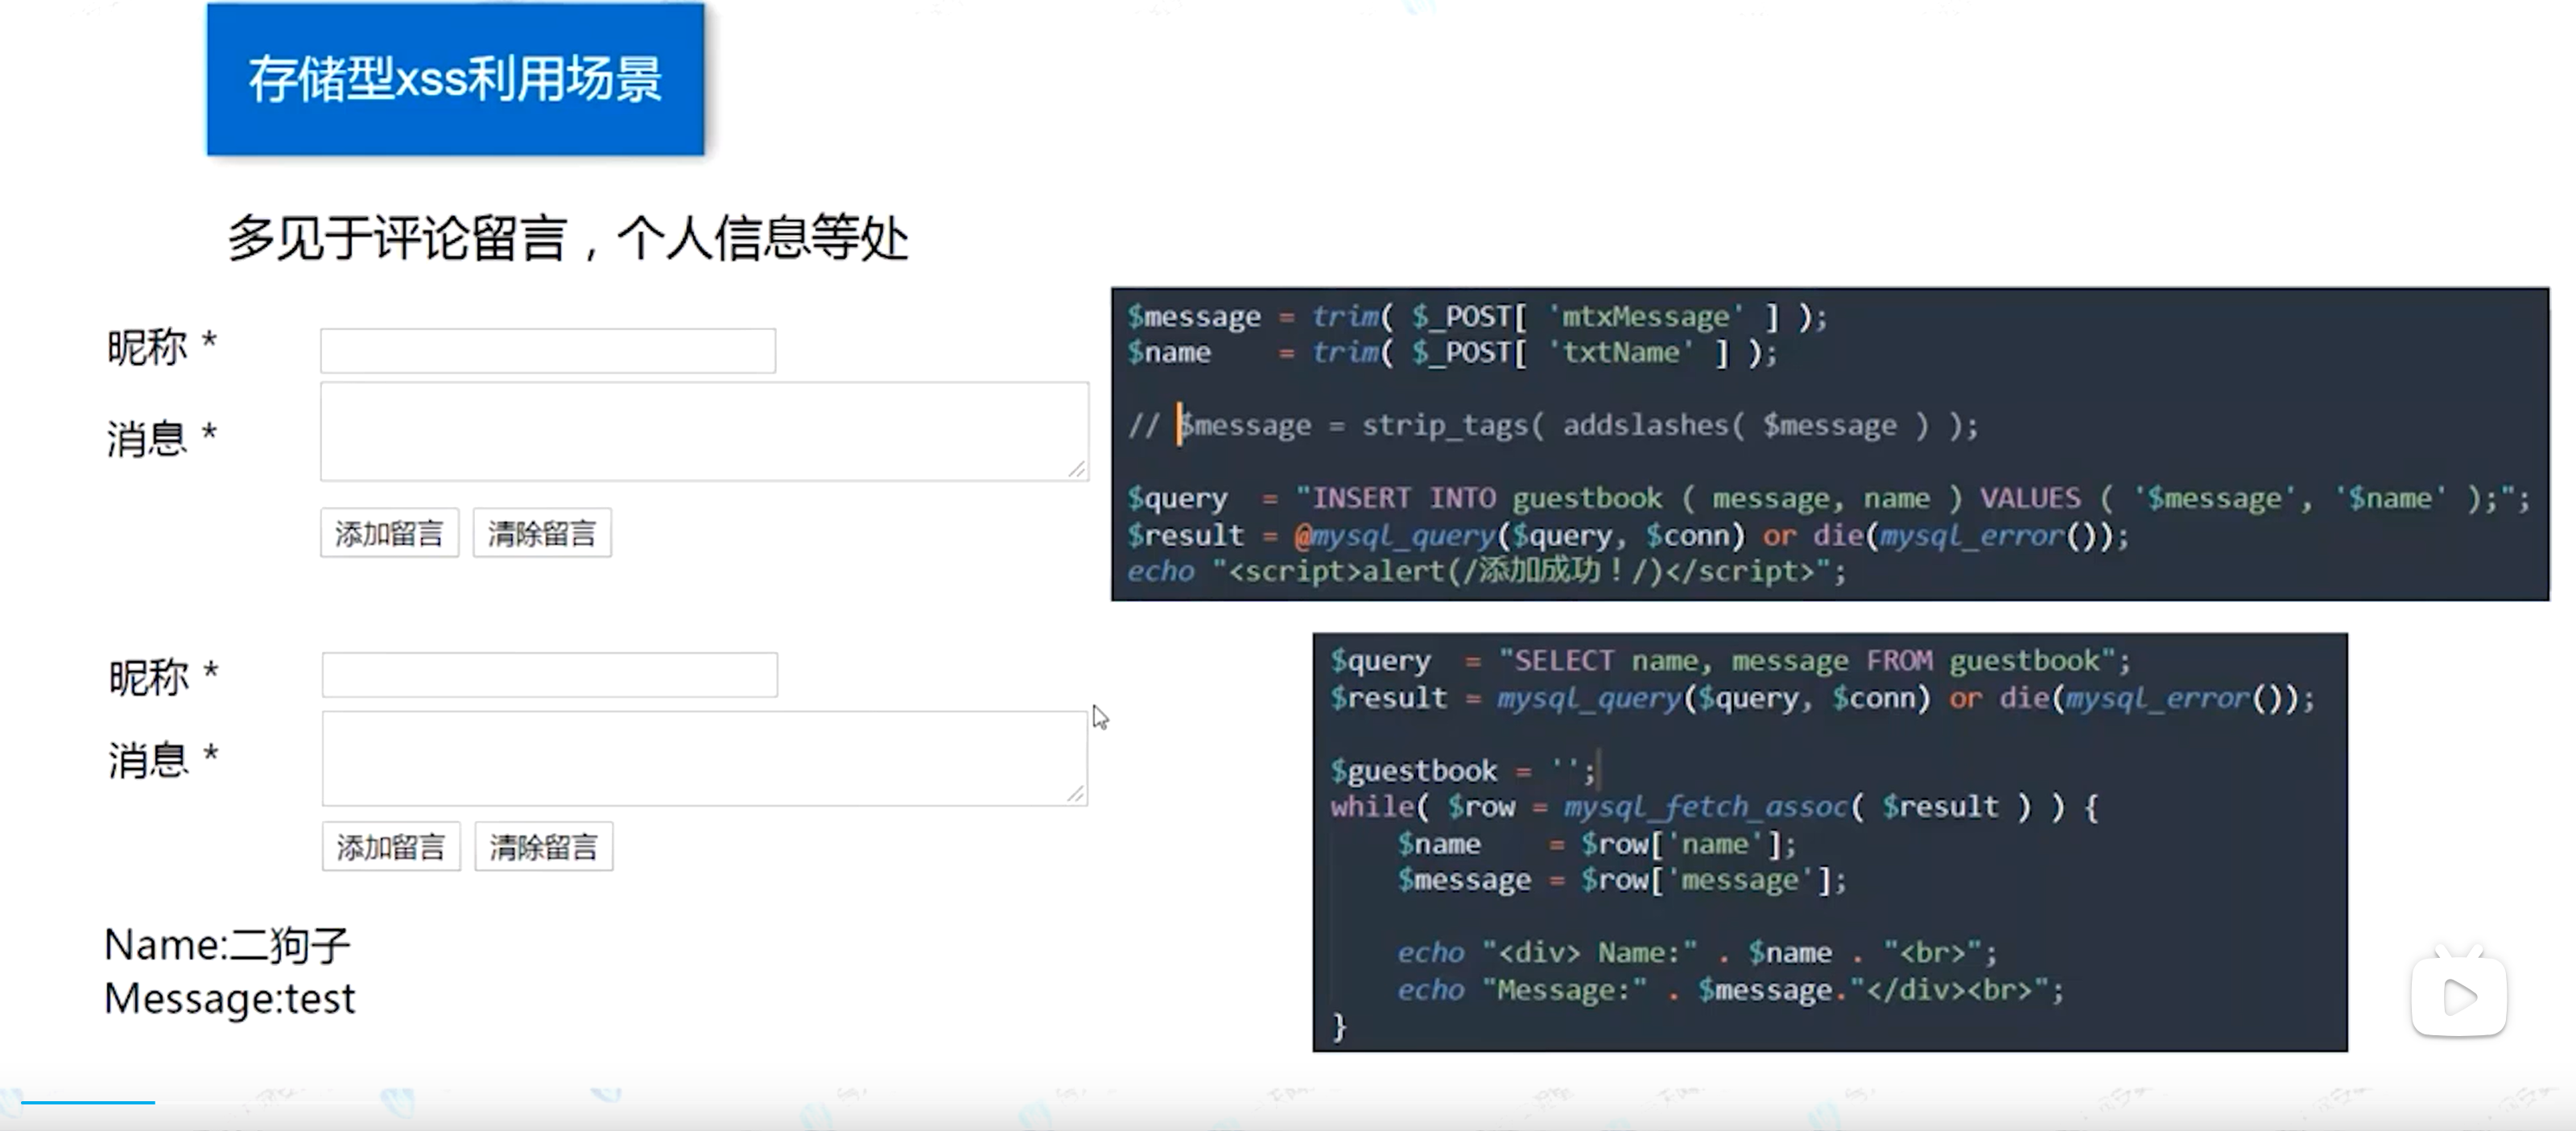 存储型xss利用场景
多见于评论留言，个人信息等处
昵称 *
消息 *
添加留言 清除留言
$message = trim( $_POST[ 'mtxMessage' ] );
$name    = trim( $_POST[ 'txtName' ] );
// $message = strip_tags( addslashes( $message ) );
$query  = "INSERT INTO guestbook ( message, name ) VALUES ( '$message', '$name' );";
$result = @mysql_query($query, $conn) or die(mysql_error());
echo "<script>alert(/添加成功！/)</script>";
昵称 *
消息 *
添加留言 清除留言
Name:二狗子
Message:test
$query  = "SELECT name, message FROM guestbook";
$result = mysql_query($query, $conn) or die(mysql_error());
$guestbook = '';
while( $row = mysql_fetch_assoc( $result ) ) {
    $name    = $row['name'];
    $message = $row['message'];
    echo "<div> Name:" . $name . "<br>";
    echo "Message:" . $message."</div><br>";
}